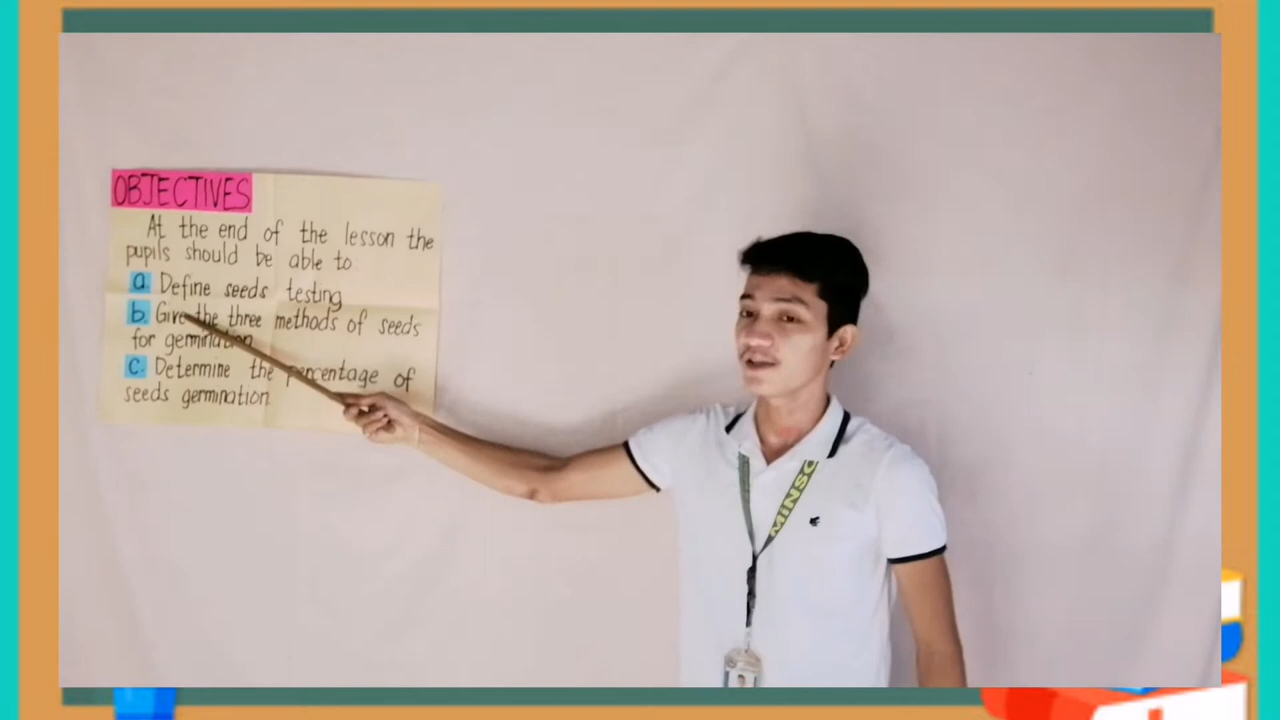 OBJECTIVES
At the end of the lesson the
pupils should be able to:
a. Define seeds testing
b. Give the three methods of seeds
for germination
c. Determine the percentage of
seeds germination
MiNSC